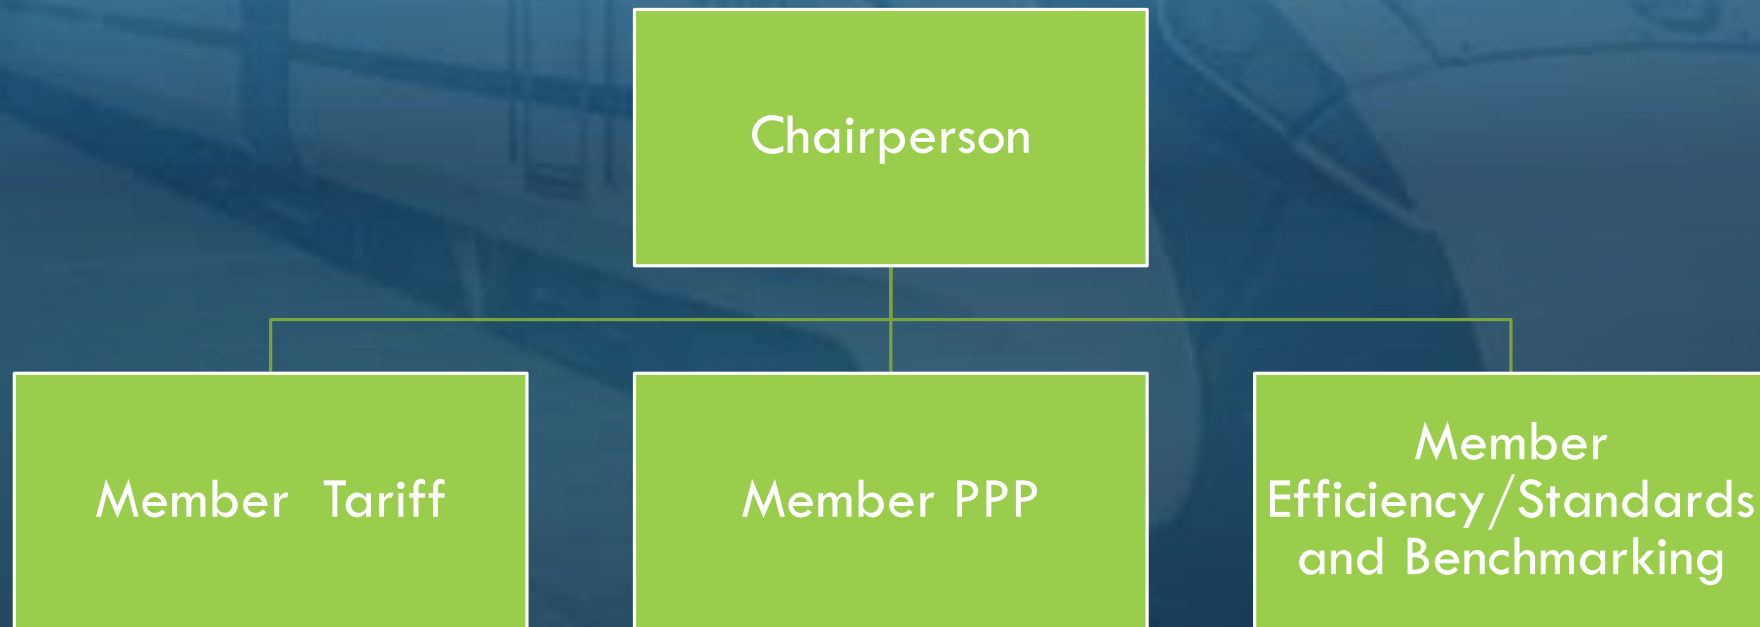 Chairperson
Member Tariff
Member PPP
Member
Efficiency/Standards
and Benchmarking